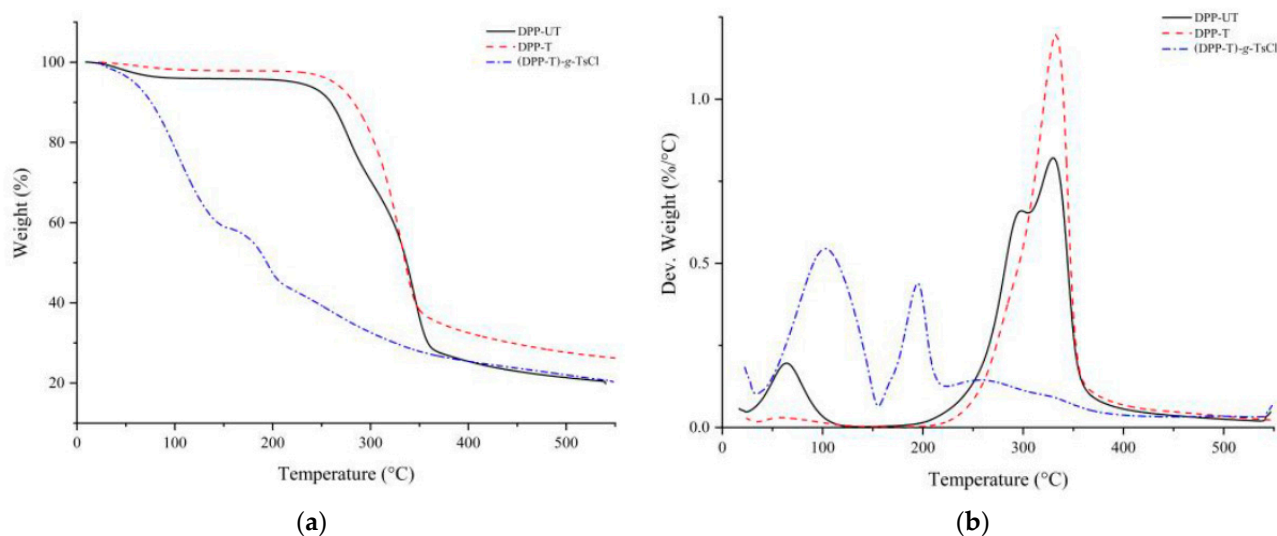 DPP-UT
DPP-T
(DPP-T)-g-TsCl
100
80
60
40
20
Weight (%)
0
100
200
300
400
500
Temperature (°C)
(a)
DPP-UT
DPP-T
(DPP-T)-g-TsCl
1.0
0.5
0.0
Dev. Weight (%/°C)
0
100
200
300
400
500
Temperature (°C)
(b)